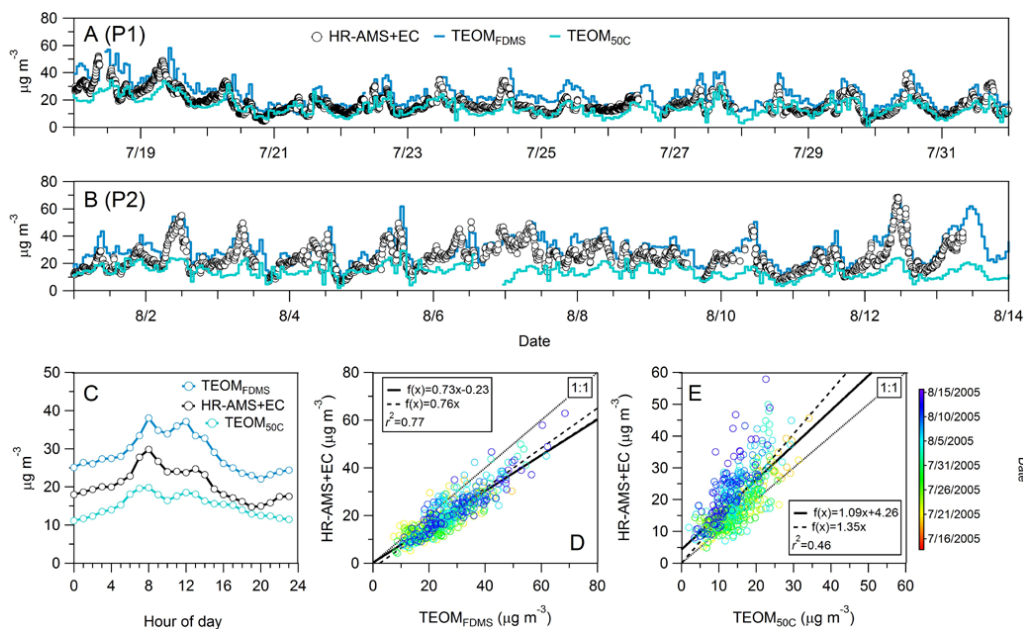 A (P1)
HR-AMS+EC TEOM_FDMS TEOM_50C
µg m⁻³
80
60
40
20
0
7/19 7/21 7/23 7/25 7/27 7/29 7/31
B (P2)
µg m⁻³
80
60
40
20
0
8/2 8/4 8/6 8/8 8/10 8/12 8/14
Date
C
TEOM_FDMS
HR-AMS+EC
TEOM_50C
µg m⁻³
50
40
30
20
10
0
0 4 8 12 16 20 24
Hour of day
HR-AMS+EC (µg m⁻³)
80
60
40
20
0
f(x)=0.73x-0.23
f(x)=0.76x
r²=0.77
1:1
D
0 20 40 60 80
TEOM_FDMS (µg m⁻³)
E
HR-AMS+EC (µg m⁻³)
60
50
40
30
20
10
0
1:1
f(x)=1.09x+4.26
f(x)=1.35x
r²=0.46
0 10 20 30 40 50 60
TEOM_50C (µg m⁻³)
8/15/2005
8/10/2005
8/5/2005
7/31/2005
7/26/2005
7/21/2005
7/16/2005
Date